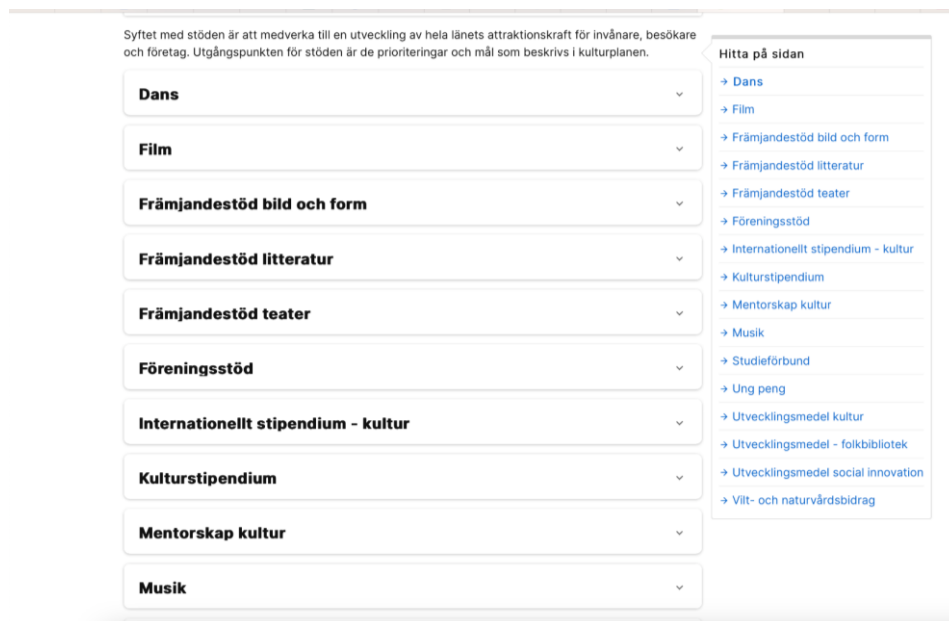 Syftet med stöden är att medverka till en utveckling av hela länets attraktionskraft för invånare, besökare
och företag. Utgångspunkten för stöden är de prioriteringar och mål som beskrivs i kulturplanen.
Dans
Film
Främjandestöd bild och form
Främjandestöd litteratur
Främjandestöd teater
Föreningsstöd
Internationellt stipendium - kultur
Kulturstipendium
Mentorskap kultur
Musik
Hitta på sidan
→ Dans
→ Film
→ Främjandestöd bild och form
→ Främjandestöd litteratur
→ Främjandestöd teater
→ Föreningsstöd
→ Internationellt stipendium - kultur
→ Kulturstipendium
→ Mentorskap kultur
→ Musik
→ Studieförbund
→ Ung peng
→ Utvecklingsmedel kultur
→ Utvecklingsmedel - folkbibliotek
→ Utvecklingsmedel social innovation
→ Vilt- och naturvårdsbidrag